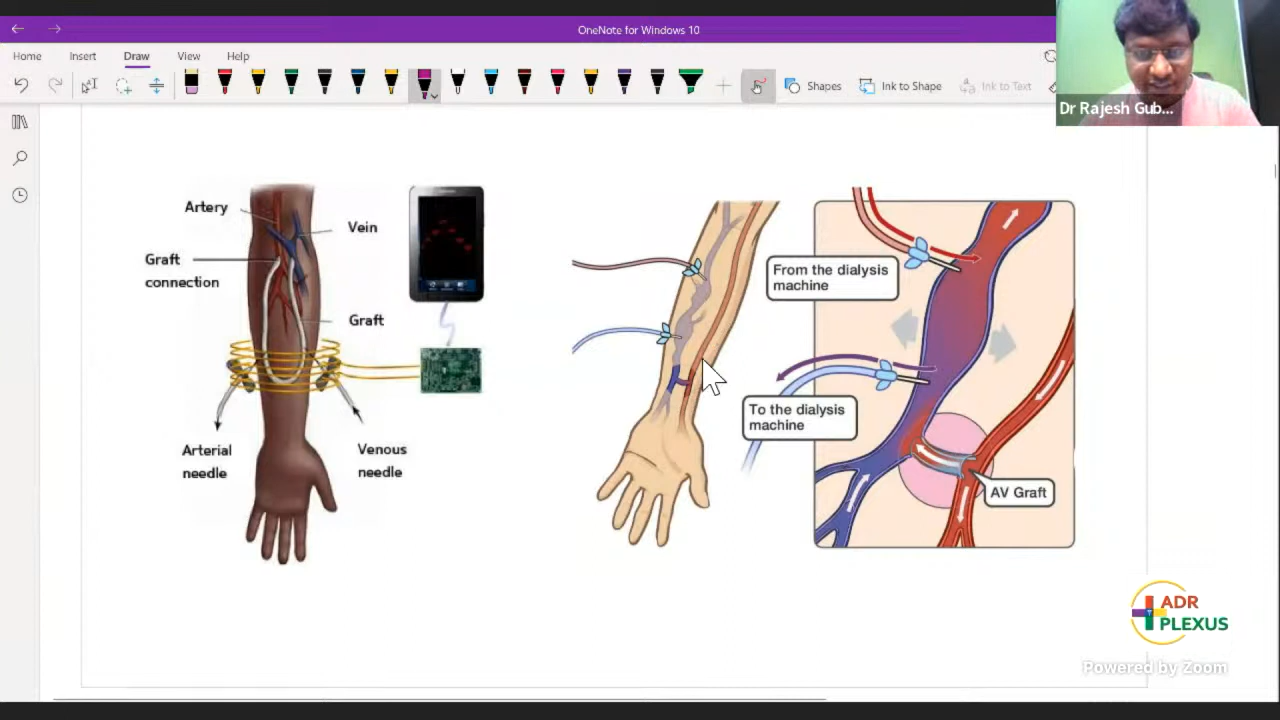 OneNote for Windows 10
Home Insert Draw View Help
Shapes Ink to Shape Ink to Text
Dr Rajesh Gub...
Artery
Vein
Graft
connection
Graft
Arterial
needle
Venous
needle
From the dialysis
machine
To the dialysis
machine
AV Graft
ADR
PLEXUS
Powered by Zoom